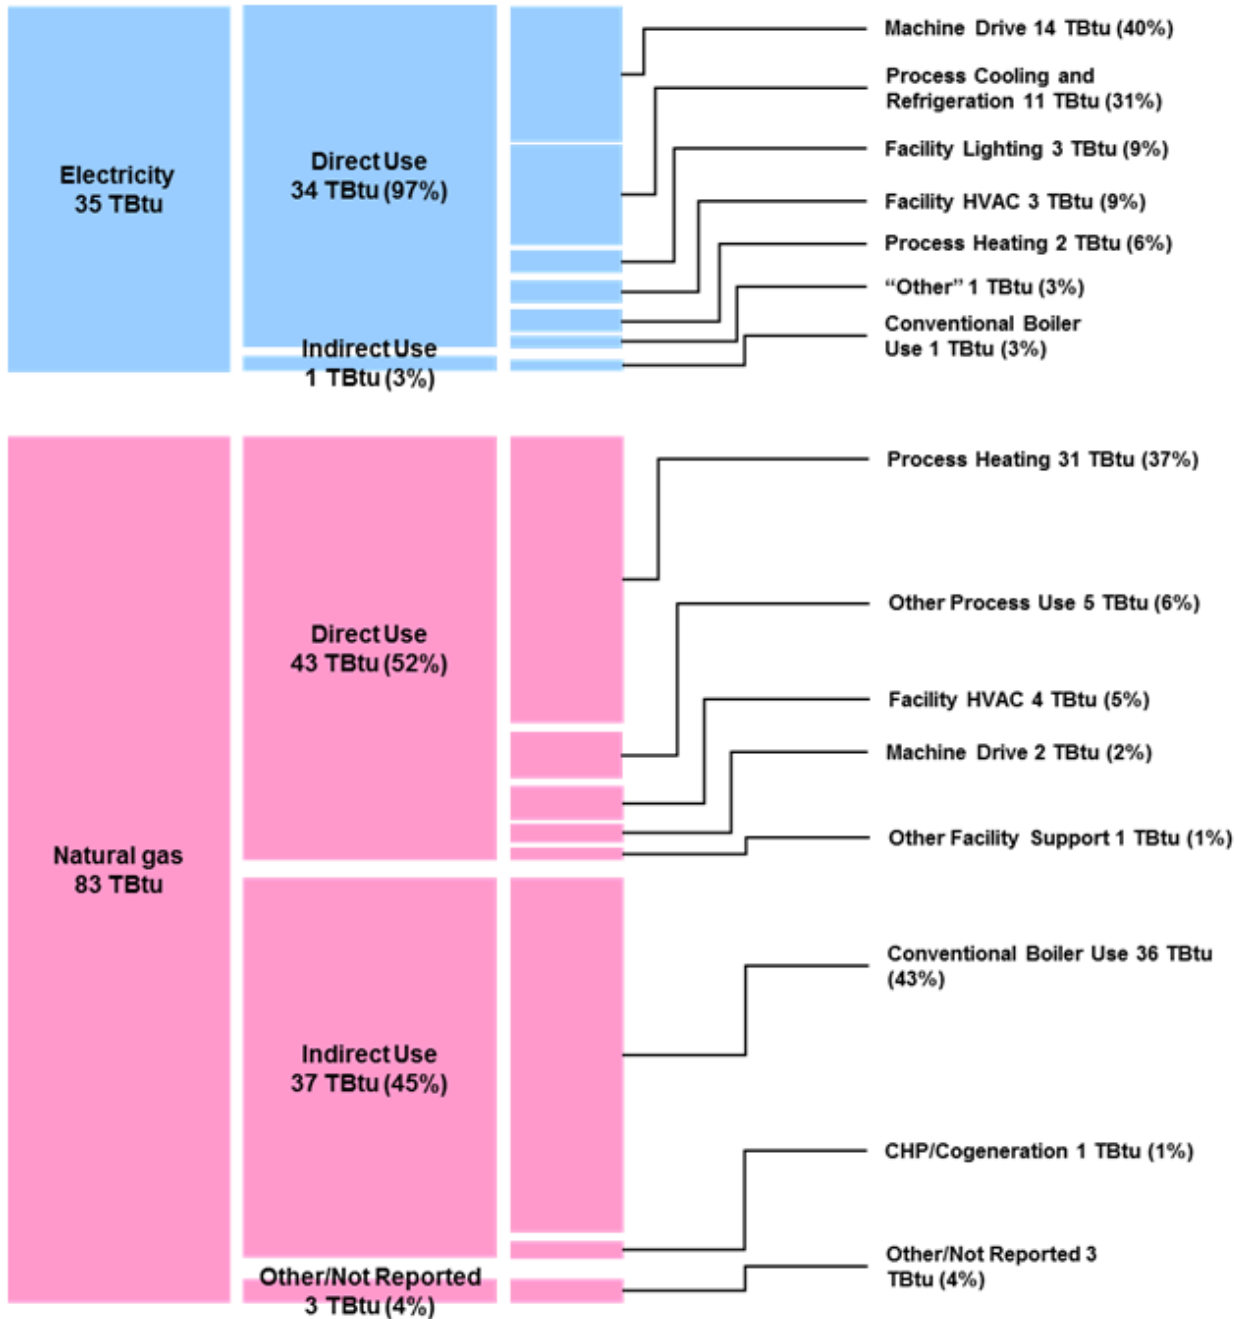 Electricity
35 TBtu
Direct Use
34 TBtu (97%)
Indirect Use
1 TBtu (3%)
Machine Drive 14 TBtu (40%)
Process Cooling and
Refrigeration 11 TBtu (31%)
Facility Lighting 3 TBtu (9%)
Facility HVAC 3 TBtu (9%)
Process Heating 2 TBtu (6%)
“Other” 1 TBtu (3%)
Conventional Boiler
Use 1 TBtu (3%)
Natural gas
83 TBtu
Direct Use
43 TBtu (52%)
Indirect Use
37 TBtu (45%)
Other/Not Reported
3 TBtu (4%)
Process Heating 31 TBtu (37%)
Other Process Use 5 TBtu (6%)
Facility HVAC 4 TBtu (5%)
Machine Drive 2 TBtu (2%)
Other Facility Support 1 TBtu (1%)
Conventional Boiler Use 36 TBtu
(43%)
CHP/Cogeneration 1 TBtu (1%)
Other/Not Reported 3
TBtu (4%)